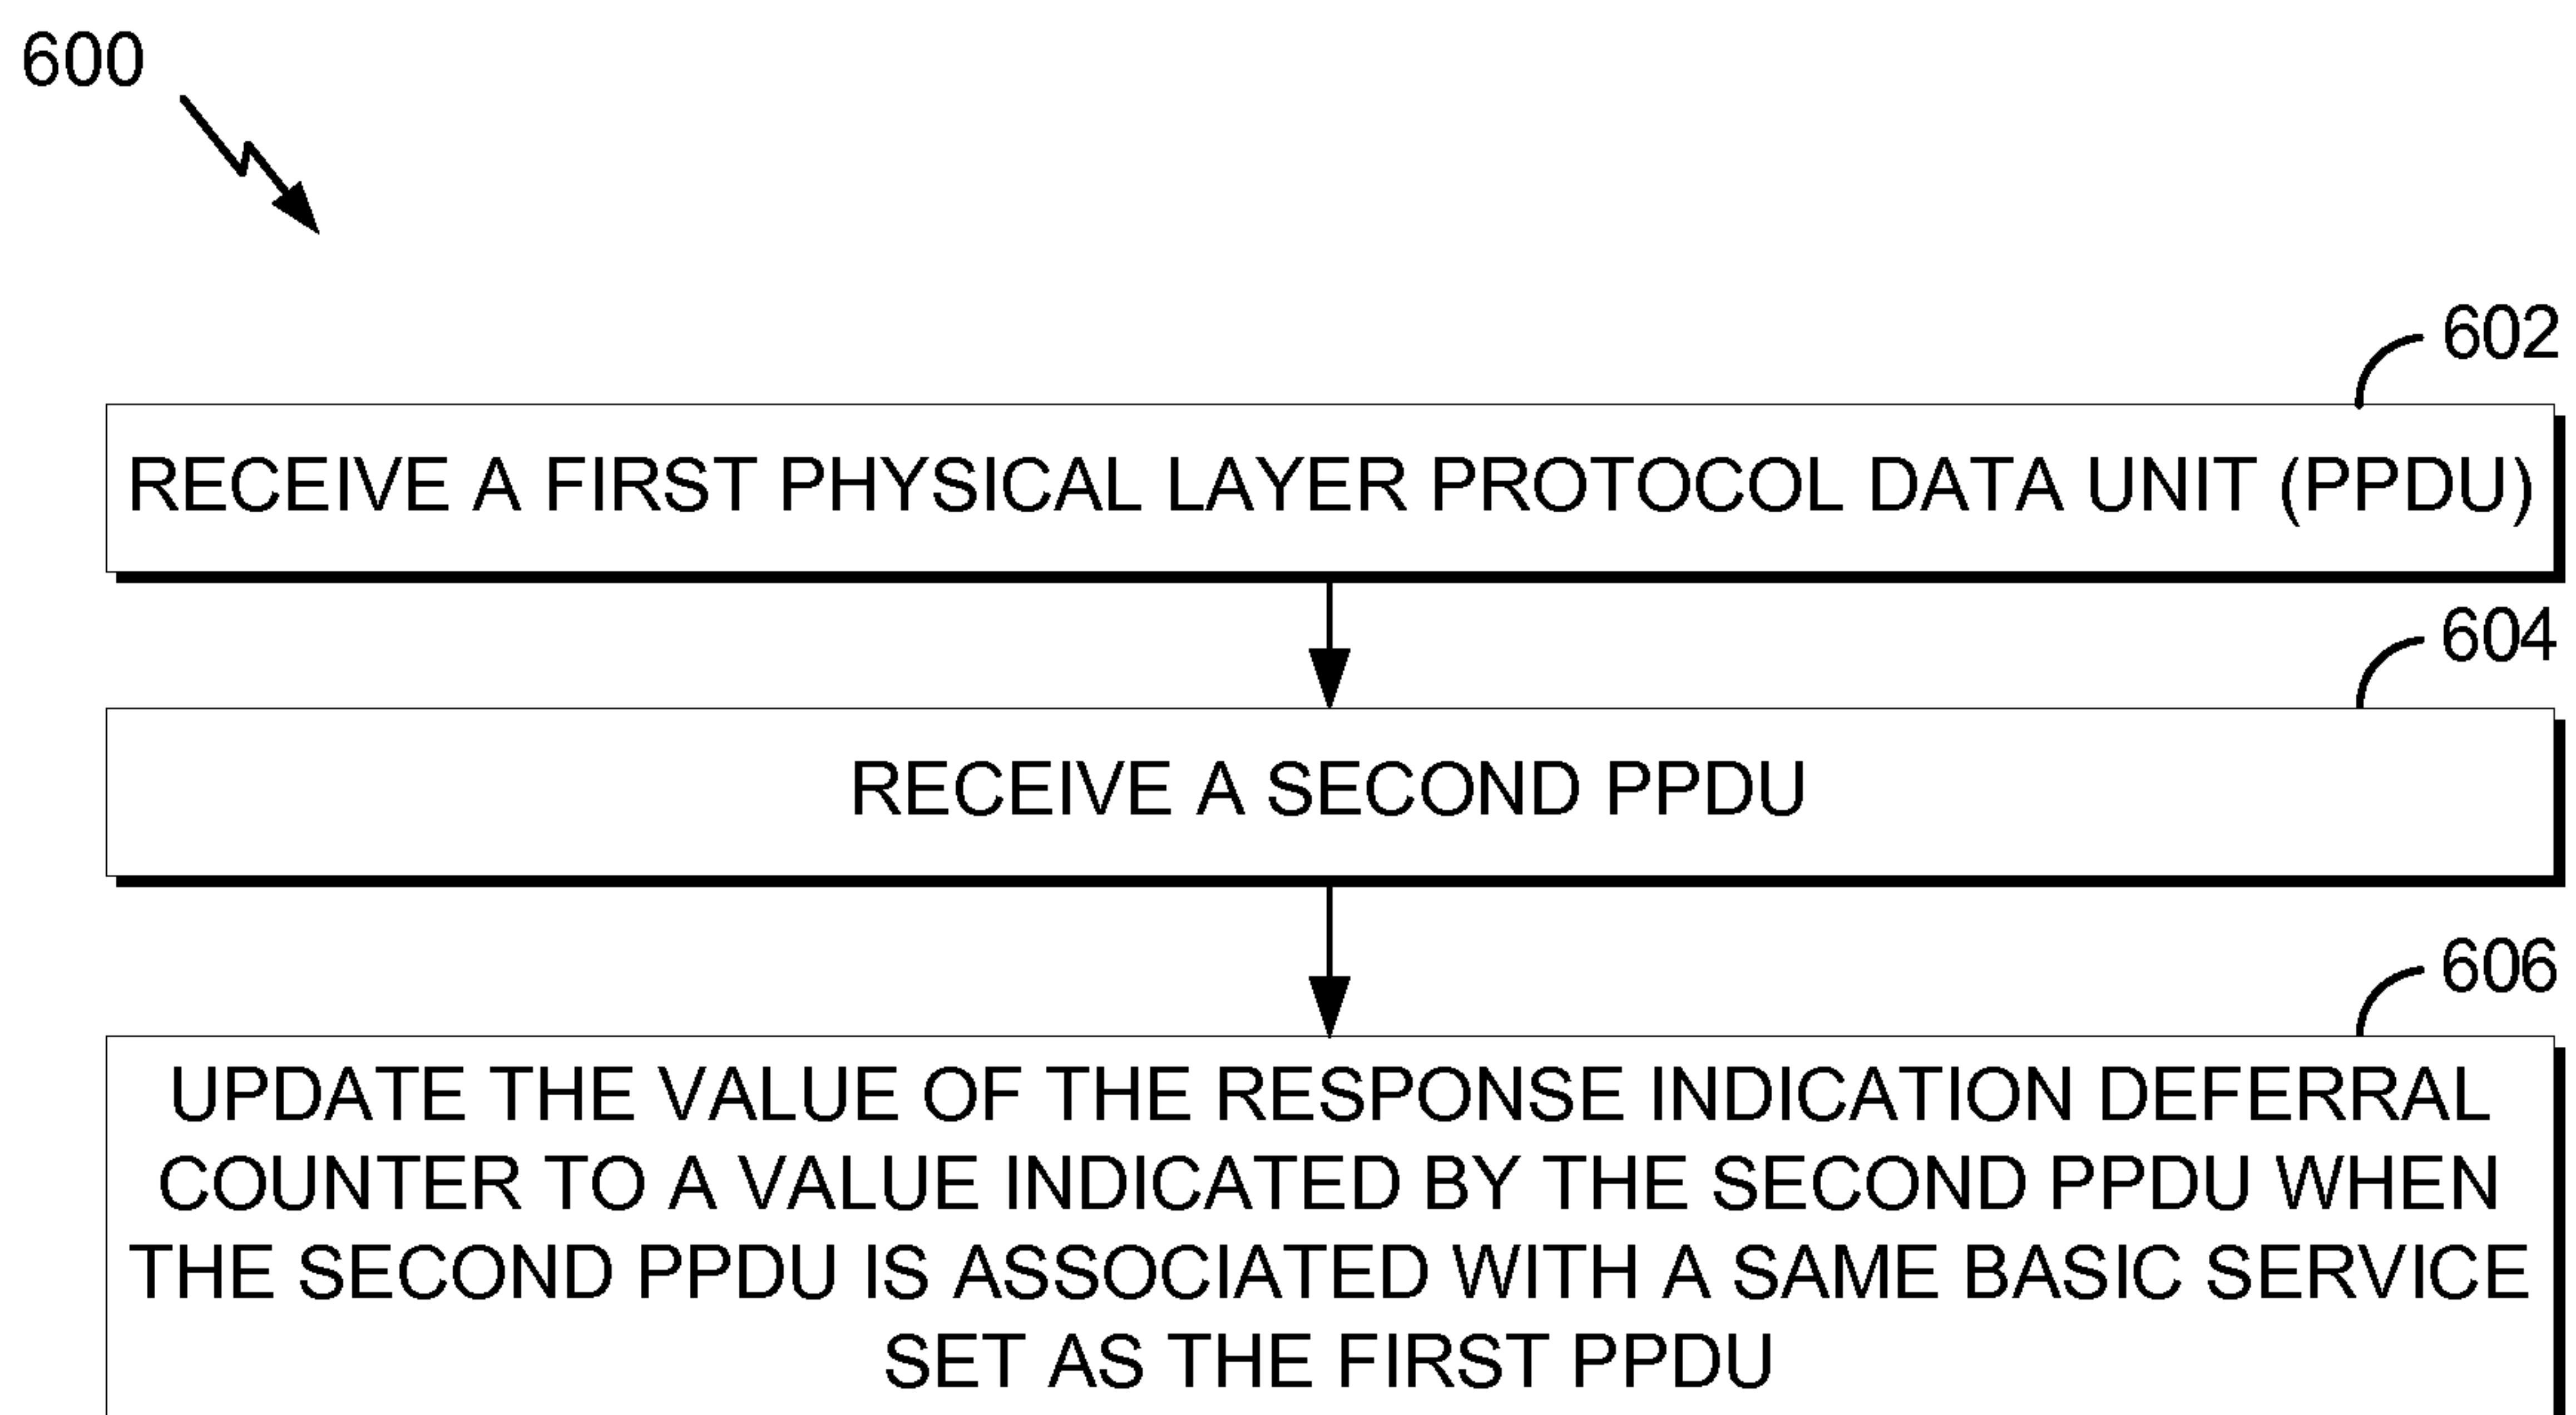 600
602
RECEIVE A FIRST PHYSICAL LAYER PROTOCOL DATA UNIT (PPDU)
604
RECEIVE A SECOND PPDU
606
UPDATE THE VALUE OF THE RESPONSE INDICATION DEFERRAL
COUNTER TO A VALUE INDICATED BY THE SECOND PPDU WHEN
THE SECOND PPDU IS ASSOCIATED WITH A SAME BASIC SERVICE
SET AS THE FIRST PPDU